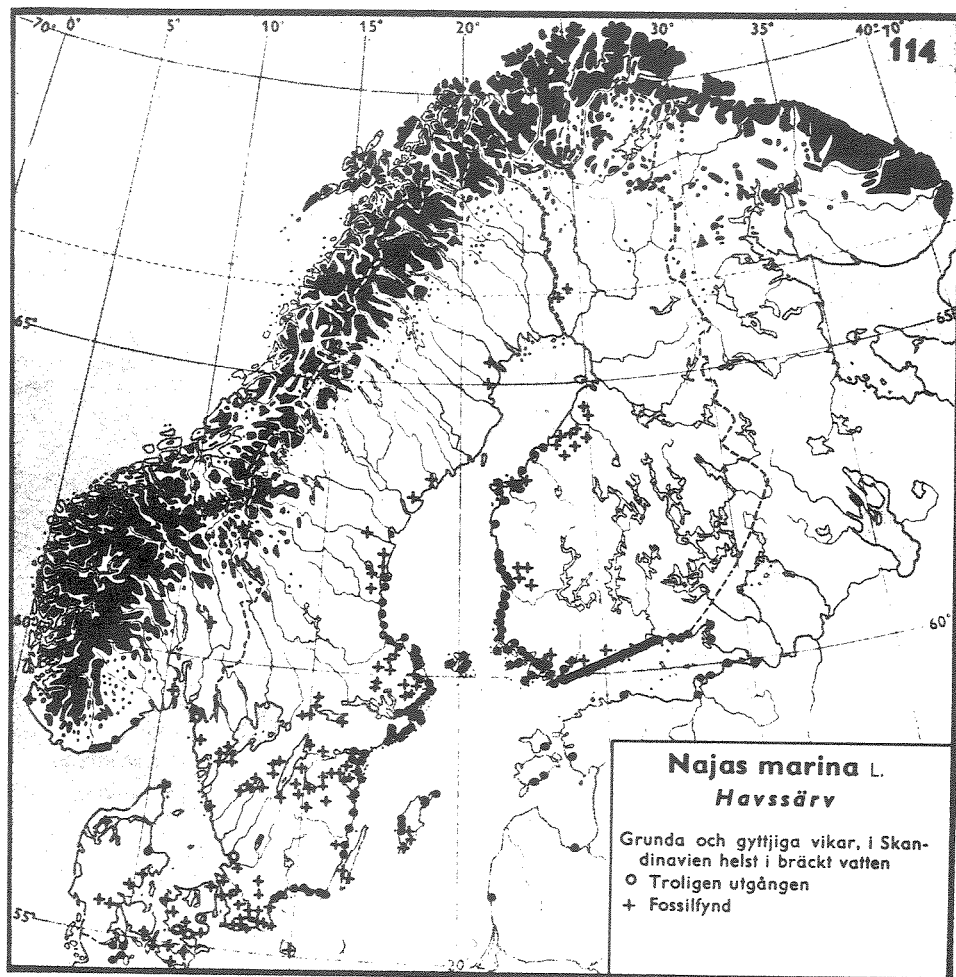 70° 0° 5° 10° 15° 20° 25° 30° 35° 40° 70°
114
65° 65°
60° 60°
55° 20°
Najas marina L.
Havssärv
Grunda och gyttjiga vikar, i Skan-
dinavien helst i bräckt vatten
o Troligen utgången
+ Fossilfynd